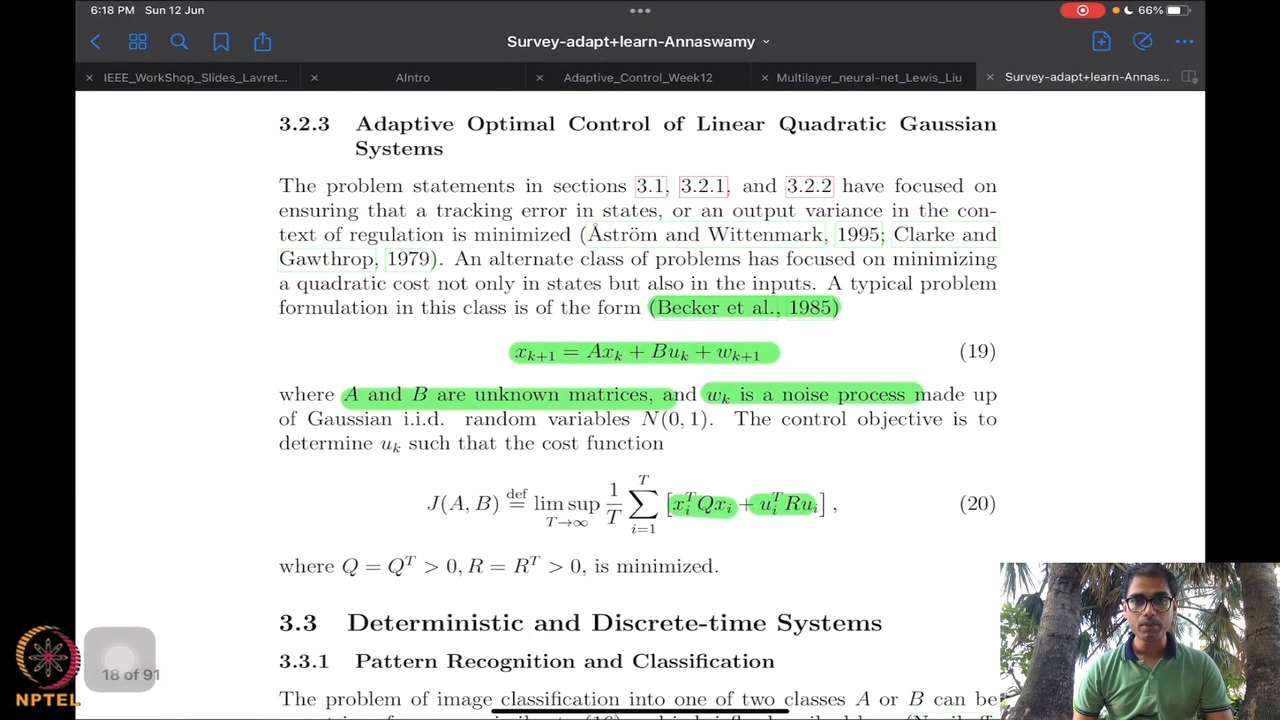 6:18 PM Sun 12 Jun
66%
Survey-adapt+learn-Annaswamy
IEEE_WorkShop_Slides_Lavret...
AIntro
Adaptive_Control_Week12
Multilayer_neural-net_Lewis_Liu
Survey-adapt+learn-Annas...
3.2.3 Adaptive Optimal Control of Linear Quadratic Gaussian
Systems
The problem statements in sections 3.1, 3.2.1, and 3.2.2 have focused on
ensuring that a tracking error in states, or an output variance in the con-
text of regulation is minimized (Åström and Wittenmark, 1995; Clarke and
Gawthrop, 1979). An alternate class of problems has focused on minimizing
a quadratic cost not only in states but also in the inputs. A typical problem
formulation in this class is of the form (Becker et al., 1985)
x_{k+1} = Ax_k + Bu_k + w_{k+1} (19)
where A and B are unknown matrices, and w_k is a noise process made up
of Gaussian i.i.d. random variables N(0, 1). The control objective is to
determine u_k such that the cost function
J(A, B) \overset{def}{=} \limsup_{T→∞} \frac{1}{T} \sum_{i=1}^{T} [x_i^T Q x_i + u_i^T R u_i], (20)
where Q = Q^T > 0, R = R^T > 0, is minimized.
3.3 Deterministic and Discrete-time Systems
3.3.1 Pattern Recognition and Classification
The problem of image classification into one of two classes A or B can be
18 of 91
NPTEL